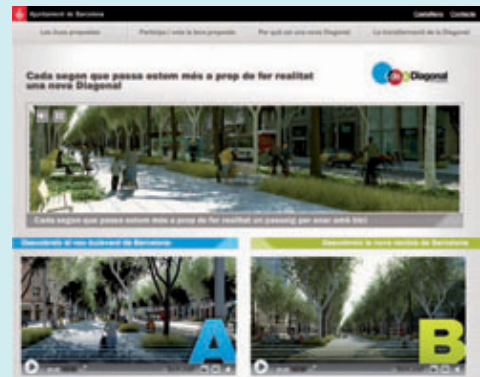 Ajuntament de Barcelona
Castellano Contacte
Les dues propostes Participa i vota la teva proposta Per què cal una nova Diagonal La transformació de la Diagonal
Cada segon que passa estem més a prop de fer realitat
una nova Diagonal
Diagonal
Cada segon que passa estem més a prop de fer realitat un passeig per anar amb bici
Descobreix el nou bulevard de Barcelona
Descobreix la nova rambla de Barcelona
A
B